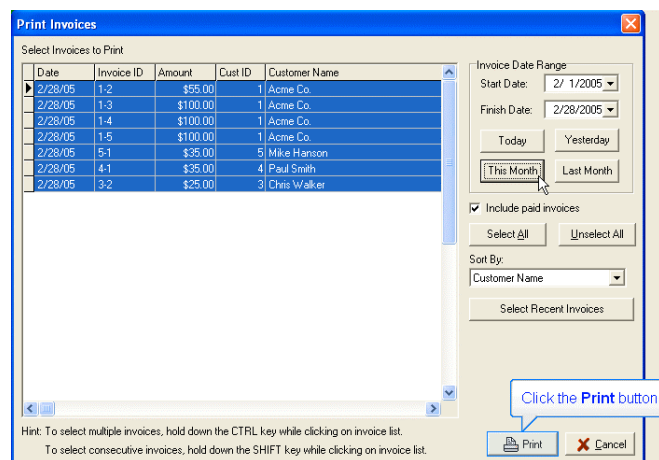 Print Invoices
Select Invoices to Print
Date Invoice ID Amount Cust ID Customer Name
2/28/05 1-2 $55.00 1 Acme Co.
2/28/05 1-3 $100.00 1 Acme Co.
2/28/05 1-4 $100.00 1 Acme Co.
2/28/05 1-5 $100.00 1 Acme Co.
2/28/05 5-1 $35.00 5 Mike Hanson
2/28/05 4-1 $35.00 4 Paul Smith
2/28/05 3-2 $25.00 3 Chris Walker
Invoice Date Range
Start Date: 2/ 1/2005
Finish Date: 2/28/2005
Today Yesterday
This Month Last Month
Include paid invoices
Select All Unselect All
Sort By:
Customer Name
Select Recent Invoices
Click the Print button
Hint: To select multiple invoices, hold down the CTRL key while clicking on invoice list.
To select consecutive invoices, hold down the SHIFT key while clicking on invoice list.
Print Cancel